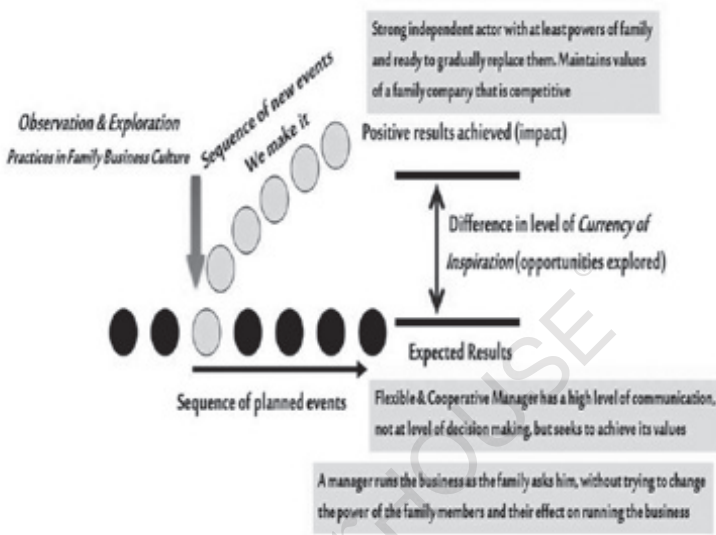 Strong independent actor with at least powers of family
and ready to gradually replace them. Maintains values
of a family company that is competitive
Observation & Exploration
Practices in Family Business Culture
Sequence of new events
We make it
Positive results achieved (impact)
Difference in level of Currency of
Inspiration (opportunities explored)
Expected Results
Sequence of planned events
Flexible & Cooperative Manager has a high level of communication,
not at level of decision making, but seeks to achieve its values
A manager runs the business as the family asks him, without trying to change
the power of the family members and their effect on running the business
HOUSE